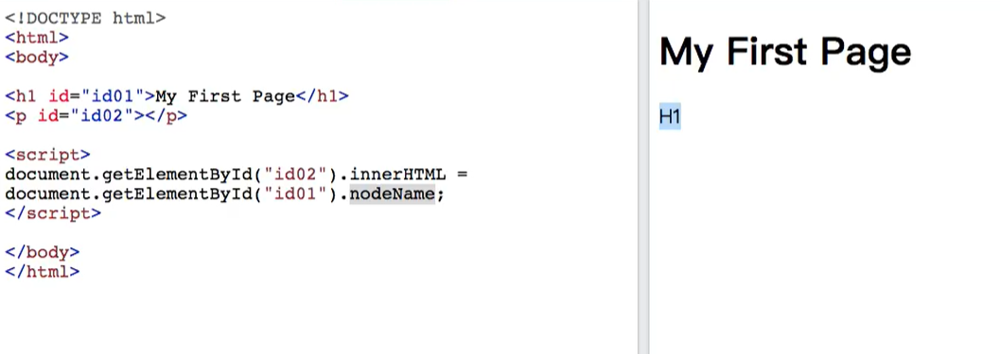 <!DOCTYPE html>
<html>
<body>
<h1 id="id01">My First Page</h1>
<p id="id02"></p>
<script>
document.getElementById("id02").innerHTML =
document.getElementById("id01").nodeName;
</script>
</body>
</html>
My First Page
H1